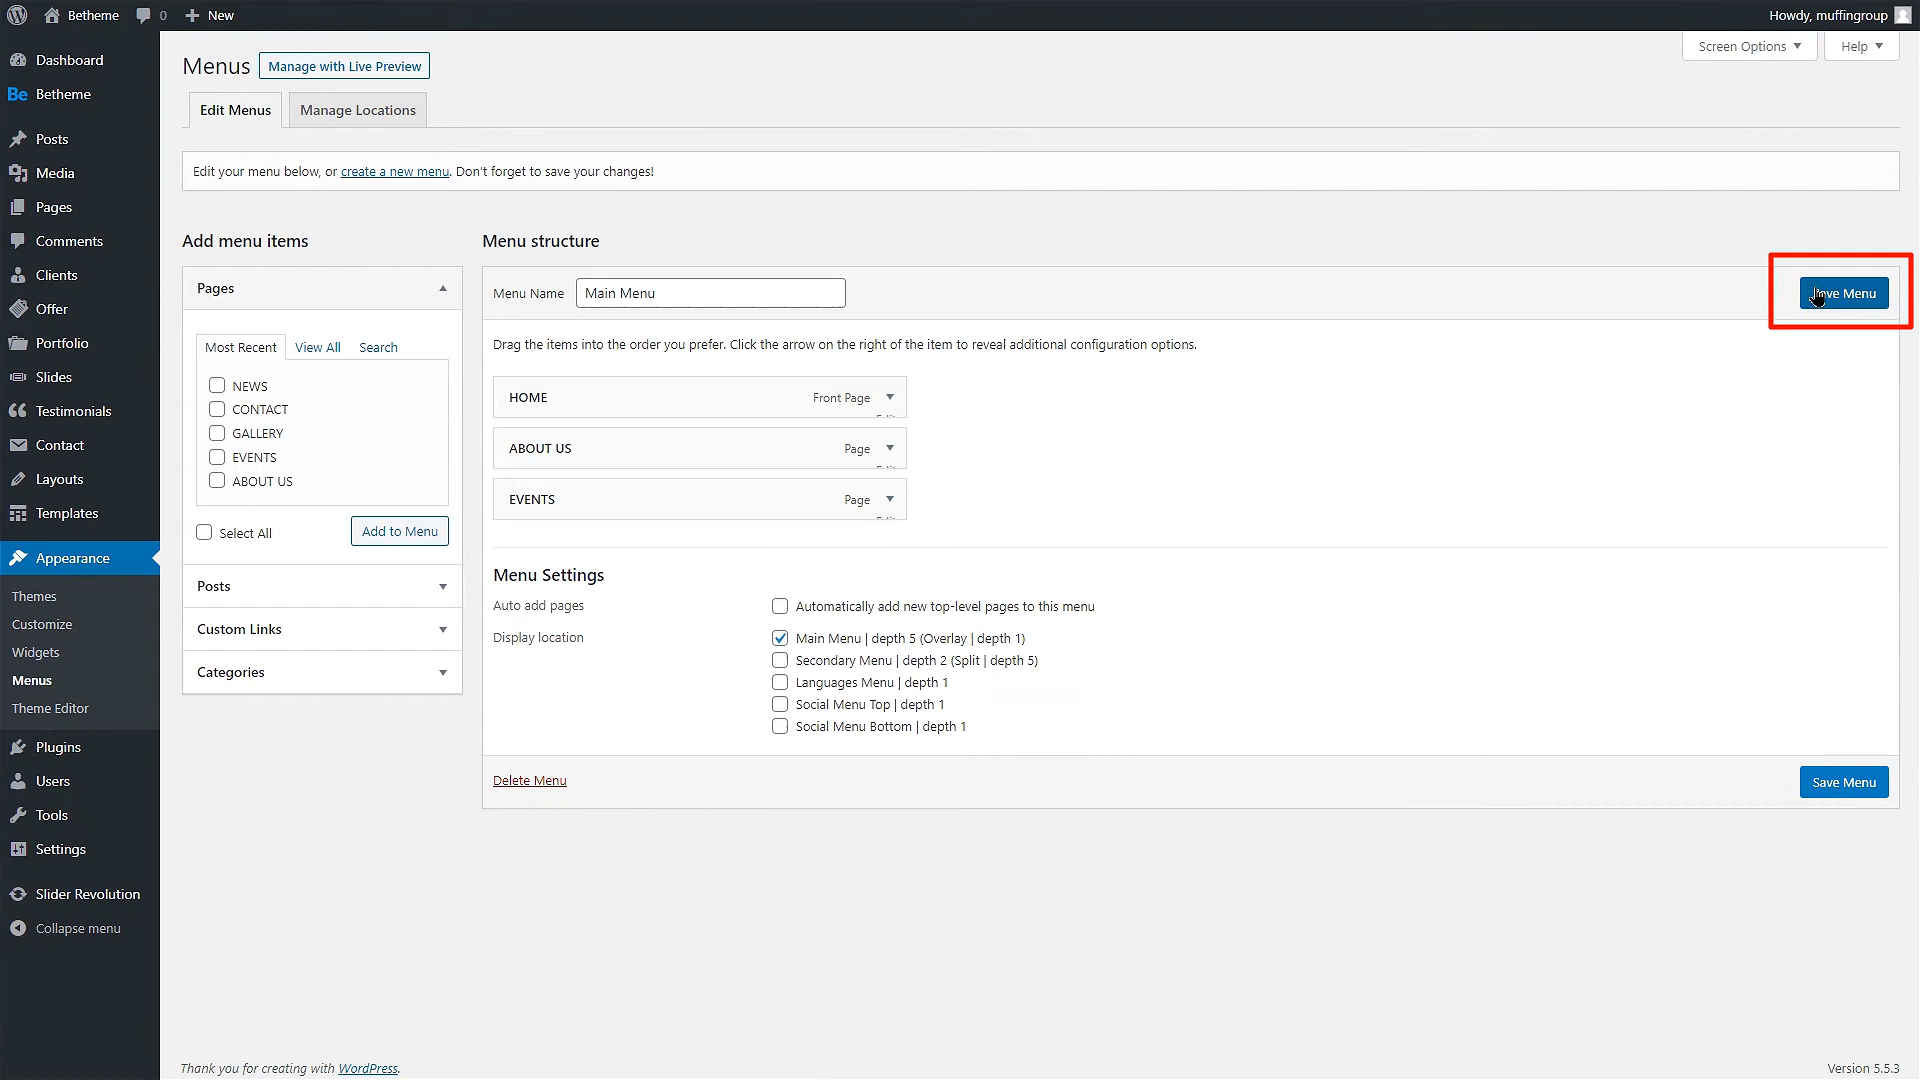 Betheme
0
New
Howdy, muffingroup
Screen Options
Help
Dashboard
Be Betheme
Posts
Media
Pages
Comments
Clients
Offer
Portfolio
Slides
Testimonials
Contact
Layouts
Templates
Appearance
Themes
Customize
Widgets
Menus
Theme Editor
Plugins
Users
Tools
Settings
Slider Revolution
Collapse menu
Menus
Manage with Live Preview
Edit Menus
Manage Locations
Edit your menu below, or create a new menu. Don't forget to save your changes!
Add menu items
Pages
Most Recent
View All
Search
NEWS
CONTACT
GALLERY
EVENTS
ABOUT US
Select All
Add to Menu
Posts
Custom Links
Categories
Menu structure
Menu Name
Main Menu
Menu
Drag the items into the order you prefer. Click the arrow on the right of the item to reveal additional configuration options.
HOME
Front Page
ABOUT US
Page
EVENTS
Page
Menu Settings
Auto add pages
Automatically add new top-level pages to this menu
Display location
Main Menu | depth 5 (Overlay | depth 1)
Secondary Menu | depth 2 (Split | depth 5)
Languages Menu | depth 1
Social Menu Top | depth 1
Social Menu Bottom | depth 1
Delete Menu
Save Menu
Thank you for creating with WordPress.
Version 5.5.3